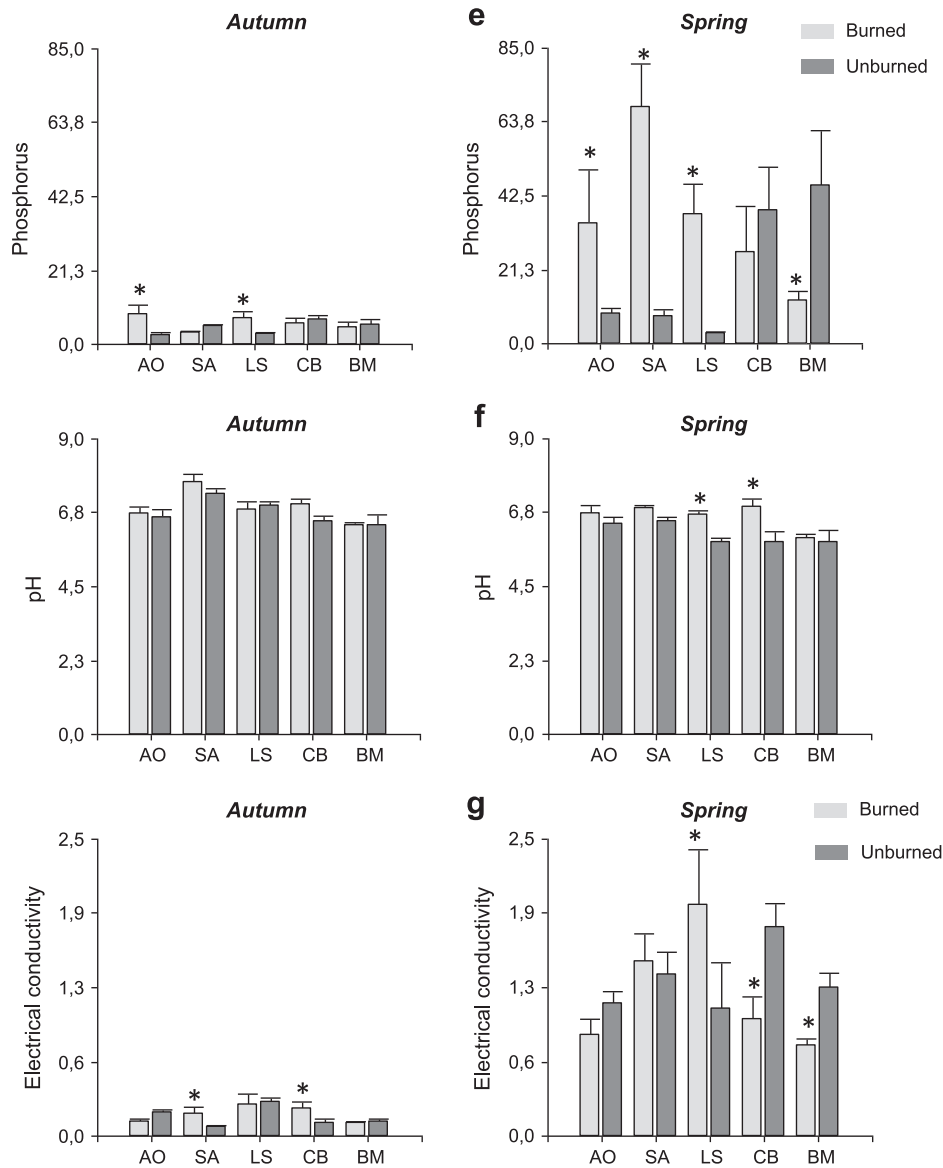 Autumn
85,0
63,8
42,5
21,3
0,0
Phosphorus
*
*
AO SA LS CB BM
e
Spring
Burned
Unburned
85,0
63,8
42,5
21,3
0,0
Phosphorus
*
*
*
*
AO SA LS CB BM
Autumn
9,0
6,8
4,5
2,3
0,0
pH
AO SA LS CB BM
f
Spring
9,0
6,8
4,5
2,3
0,0
pH
*
*
AO SA LS CB BM
Autumn
2,5
1,9
1,3
0,6
0,0
Electrical conductivity
*
*
AO SA LS CB BM
g
Spring
Burned
Unburned
2,5
1,9
1,3
0,6
0,0
Electrical conductivity
*
*
*
AO SA LS CB BM